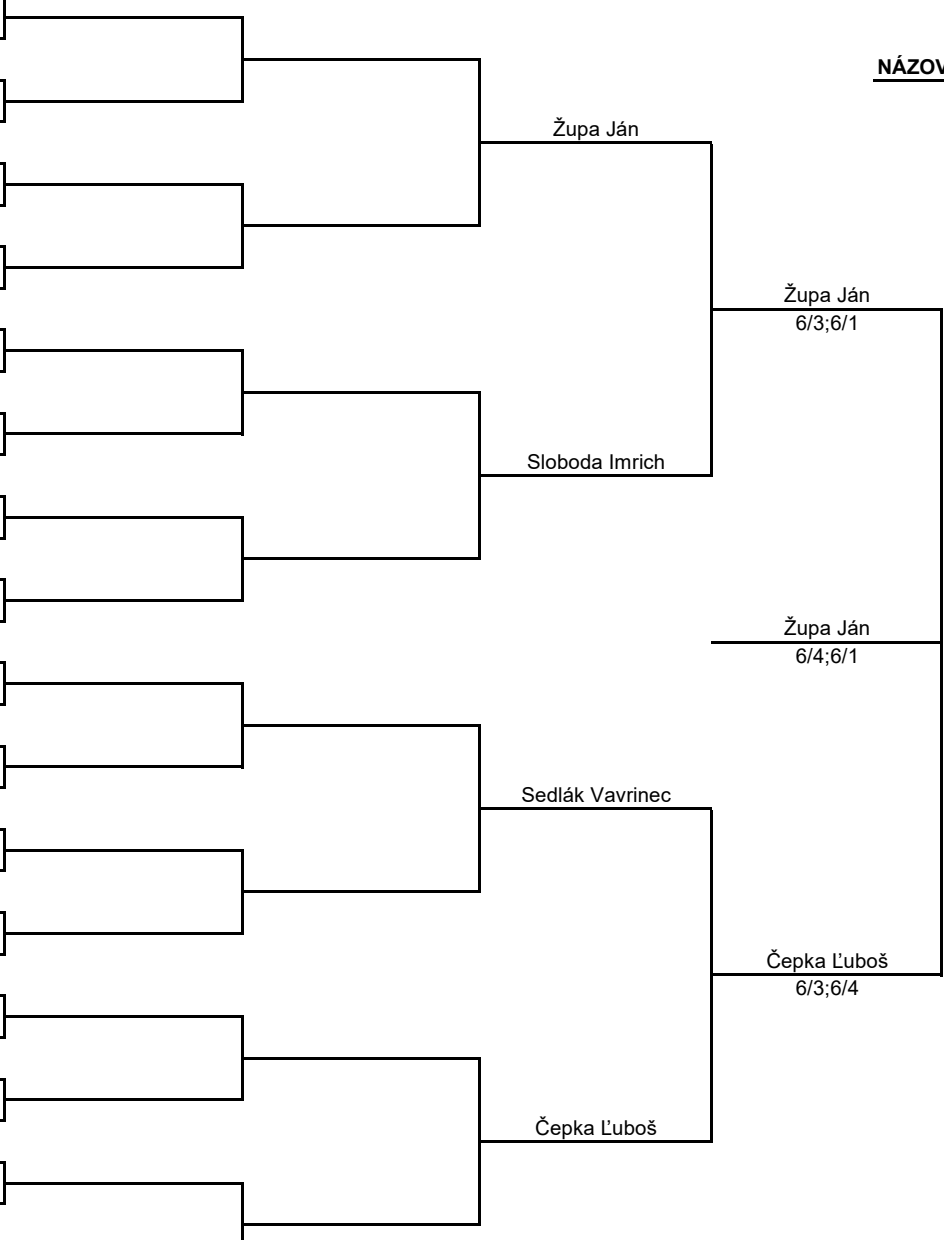 NÁZOV
Župa Ján
Župa Ján
6/3;6/1
Sloboda Imrich
Župa Ján
6/4;6/1
Sedlák Vavrinec
Čepka Ľuboš
6/3;6/4
Čepka Ľuboš